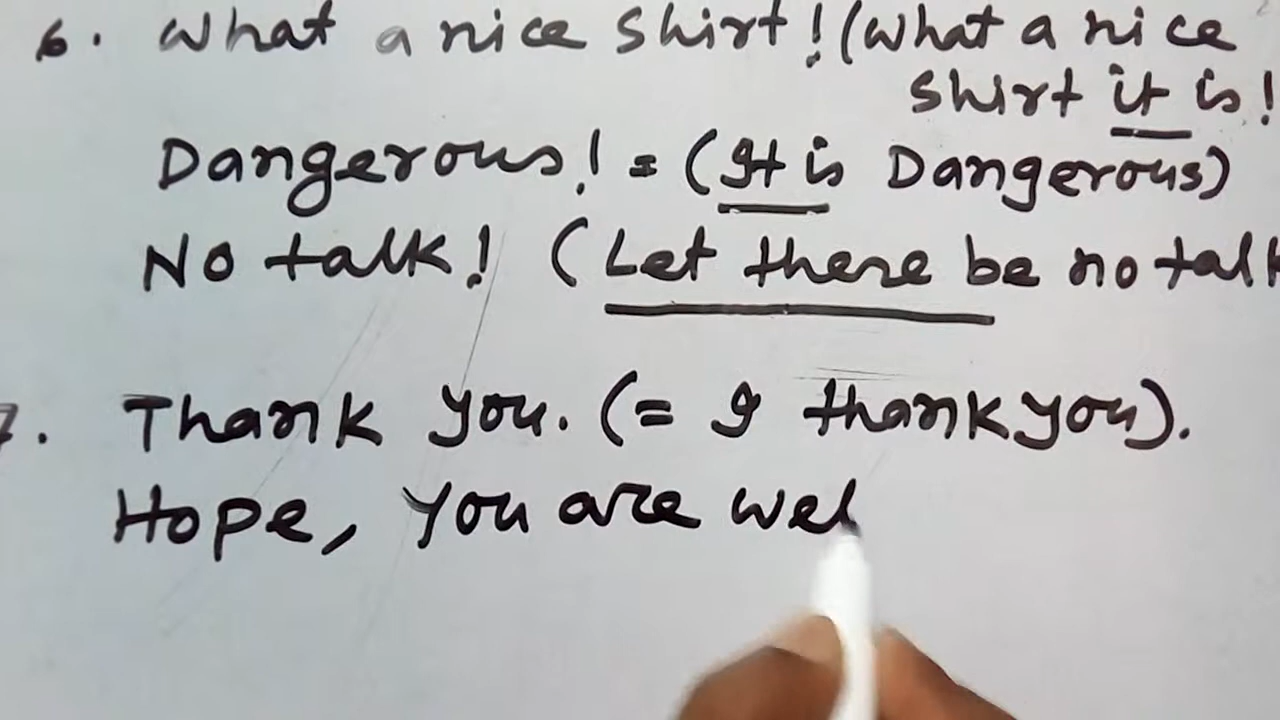 6. What a nice shirt! (What a nice
shirt it is!
Dangerous! = (It is Dangerous)
No talk! (Let there be no talk
7. Thank you. (= I thank you).
Hope, you are wel